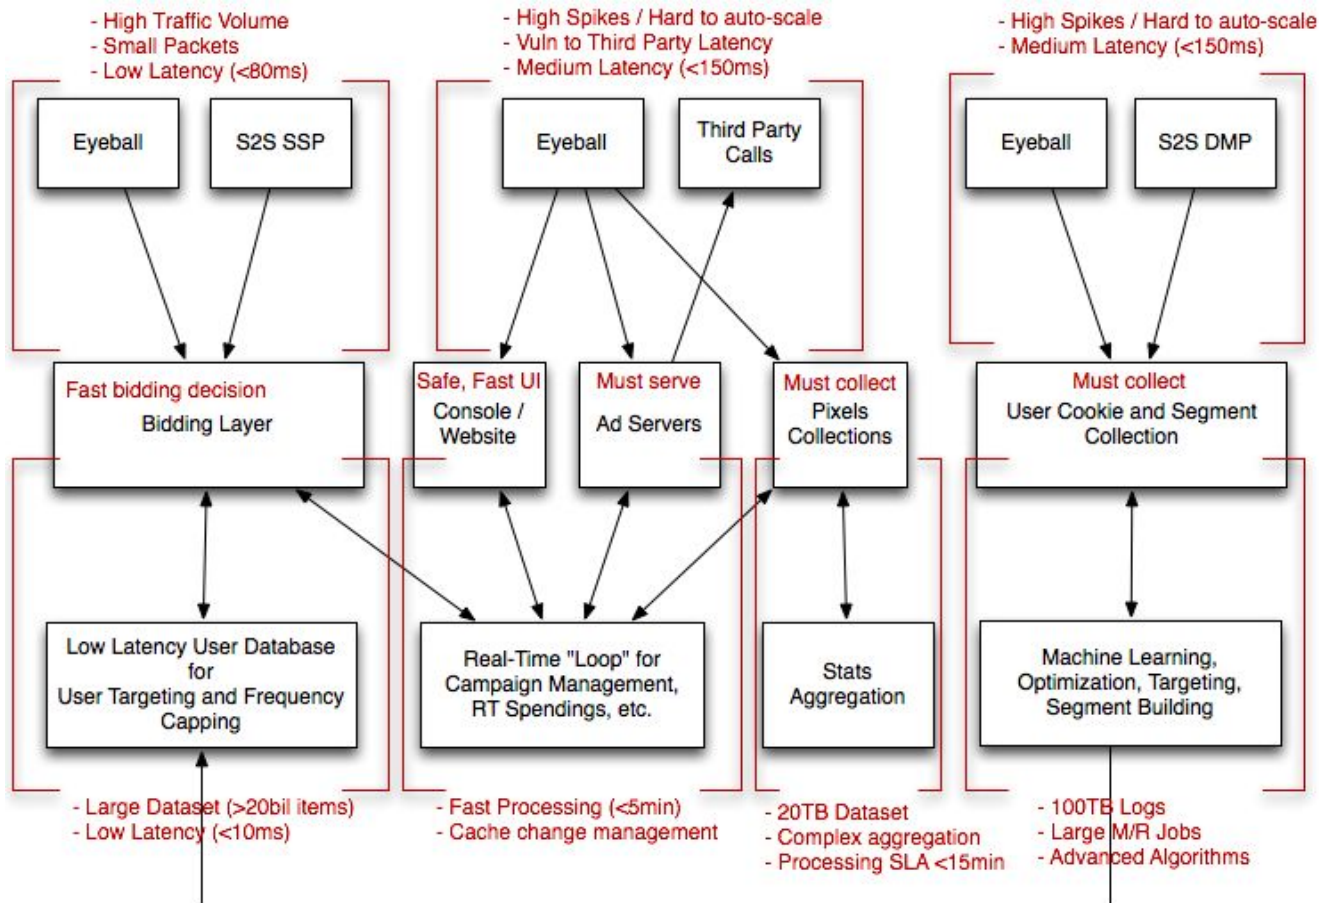 - High Traffic Volume
- Small Packets
- Low Latency (<80ms)
- High Spikes / Hard to auto-scale
- Vuln to Third Party Latency
- Medium Latency (<150ms)
- High Spikes / Hard to auto-scale
- Medium Latency (<150ms)
Eyeball
S2S SSP
Eyeball
Third Party
Calls
Eyeball
S2S DMP
Fast bidding decision
Bidding Layer
Safe, Fast UI
Console /
Website
Must serve
Ad Servers
Must collect
Pixels
Collections
Must collect
User Cookie and Segment
Collection
Low Latency User Database
for
User Targeting and Frequency
Capping
Real-Time "Loop" for
Campaign Management,
RT Spendings, etc.
Stats
Aggregation
Machine Learning,
Optimization, Targeting,
Segment Building
- Large Dataset (>20bil items)
- Low Latency (<10ms)
- Fast Processing (<5min)
- Cache change management
- 20TB Dataset
- Complex aggregation
- Processing SLA <15min
- 100TB Logs
- Large M/R Jobs
- Advanced Algorithms